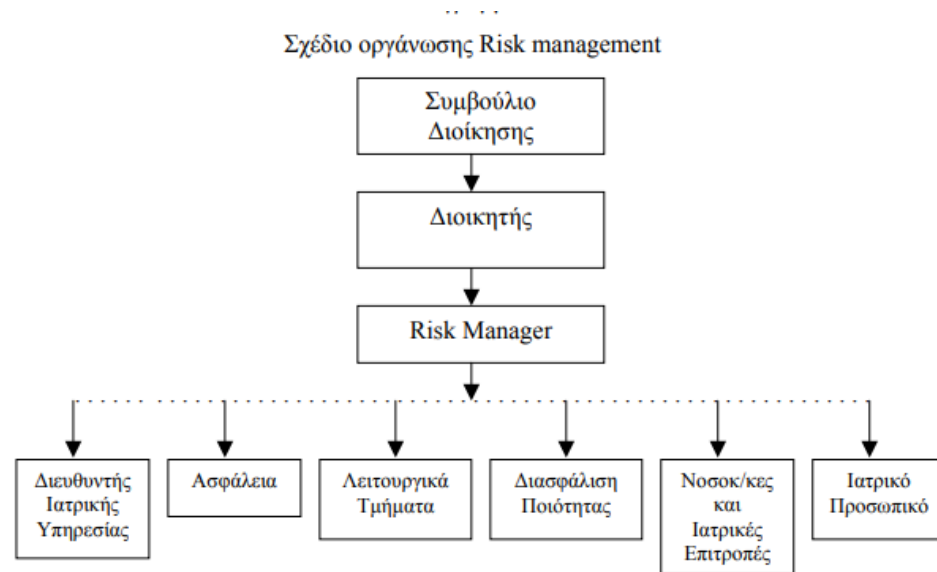 Σχέδιο οργάνωσης Risk management
Συμβούλιο
Διοίκησης
Διοικητής
Risk Manager
Διευθυντής
Ιατρικής
Υπηρεσίας
Ασφάλεια
Λειτουργικά
Τμήματα
Διασφάλιση
Ποιότητας
Νοσοκ/κες
και
Ιατρικές
Επιτροπές
Ιατρικό
Προσωπικό